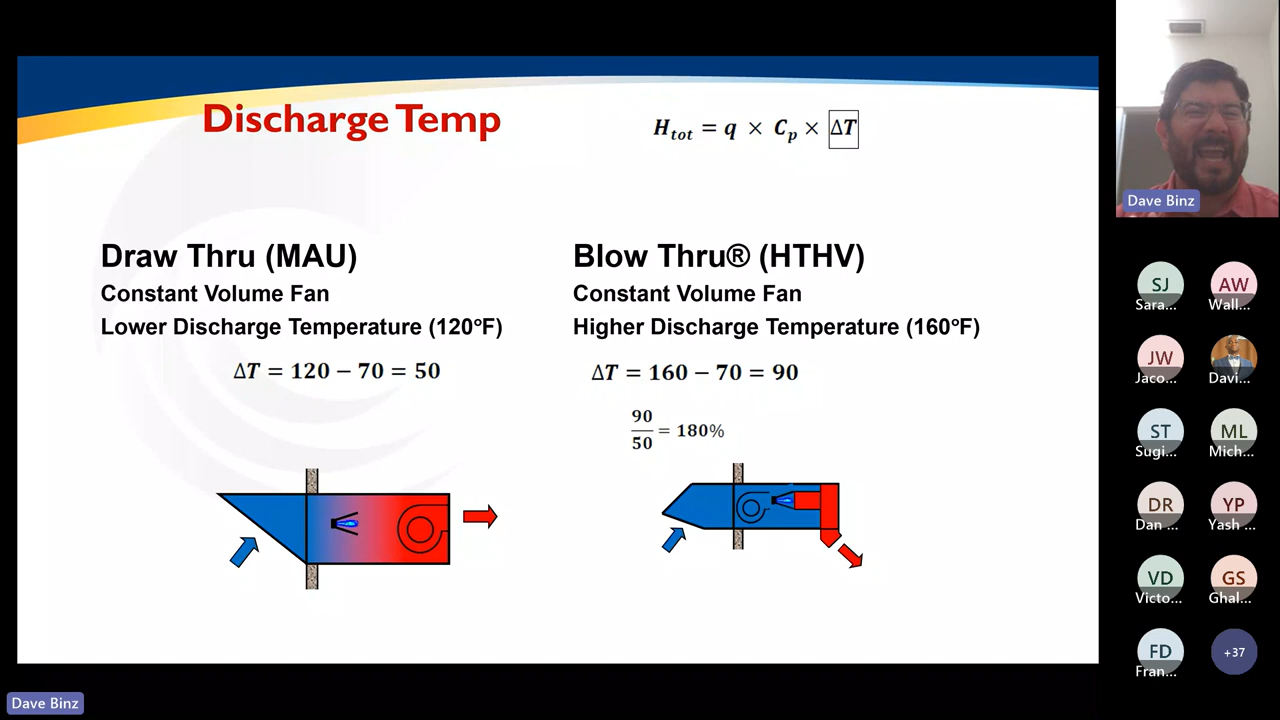 Discharge Temp
H_tot = q × C_p × ΔT
Draw Thru (MAU)
Constant Volume Fan
Lower Discharge Temperature (120°F)
ΔT = 120 − 70 = 50
Blow Thru® (HTHV)
Constant Volume Fan
Higher Discharge Temperature (160°F)
ΔT = 160 − 70 = 90
90
50 = 180%
Dave Binz
SJ AW
Sara... Wall...
JW
Jaco... Davi...
ST ML
Sugi... Mich...
DR YP
Dan ... Yash ...
VD GS
Victo... Ghal...
FD +37
Fran...
Dave Binz